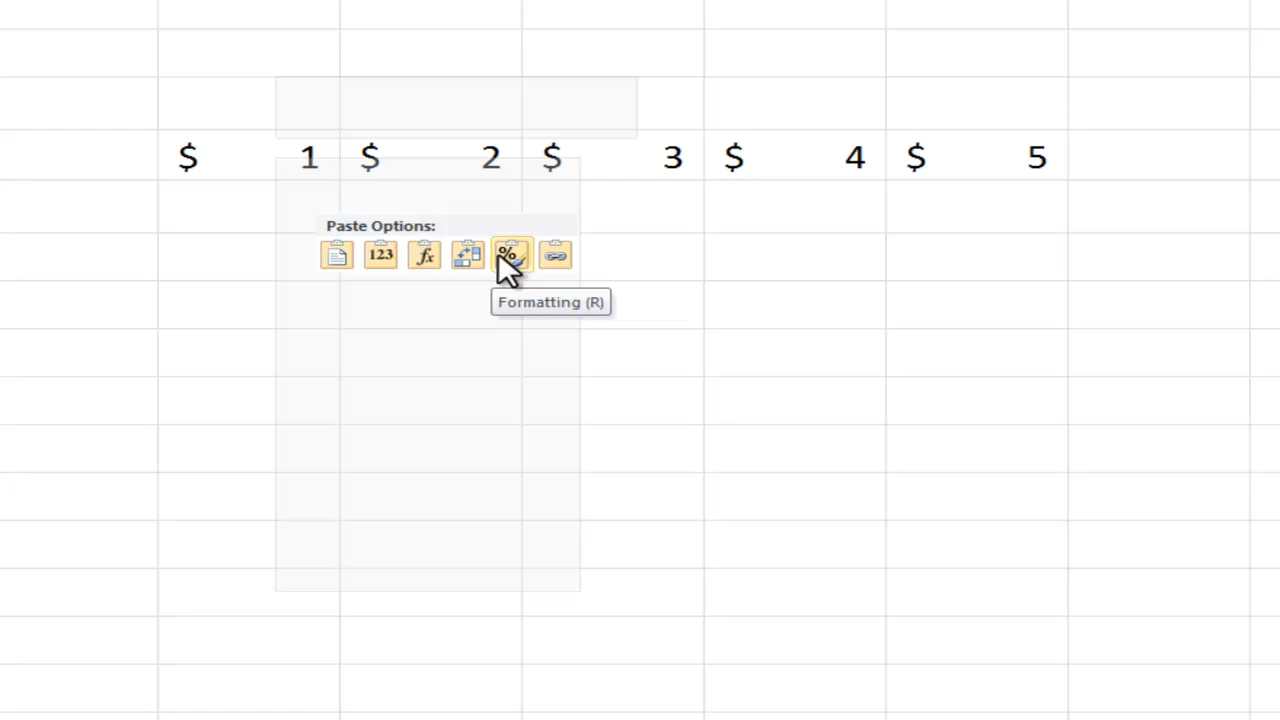 $ 1 $ 2 $ 3 $ 4 $ 5
Paste Options:
123 fx %
Formatting (R)